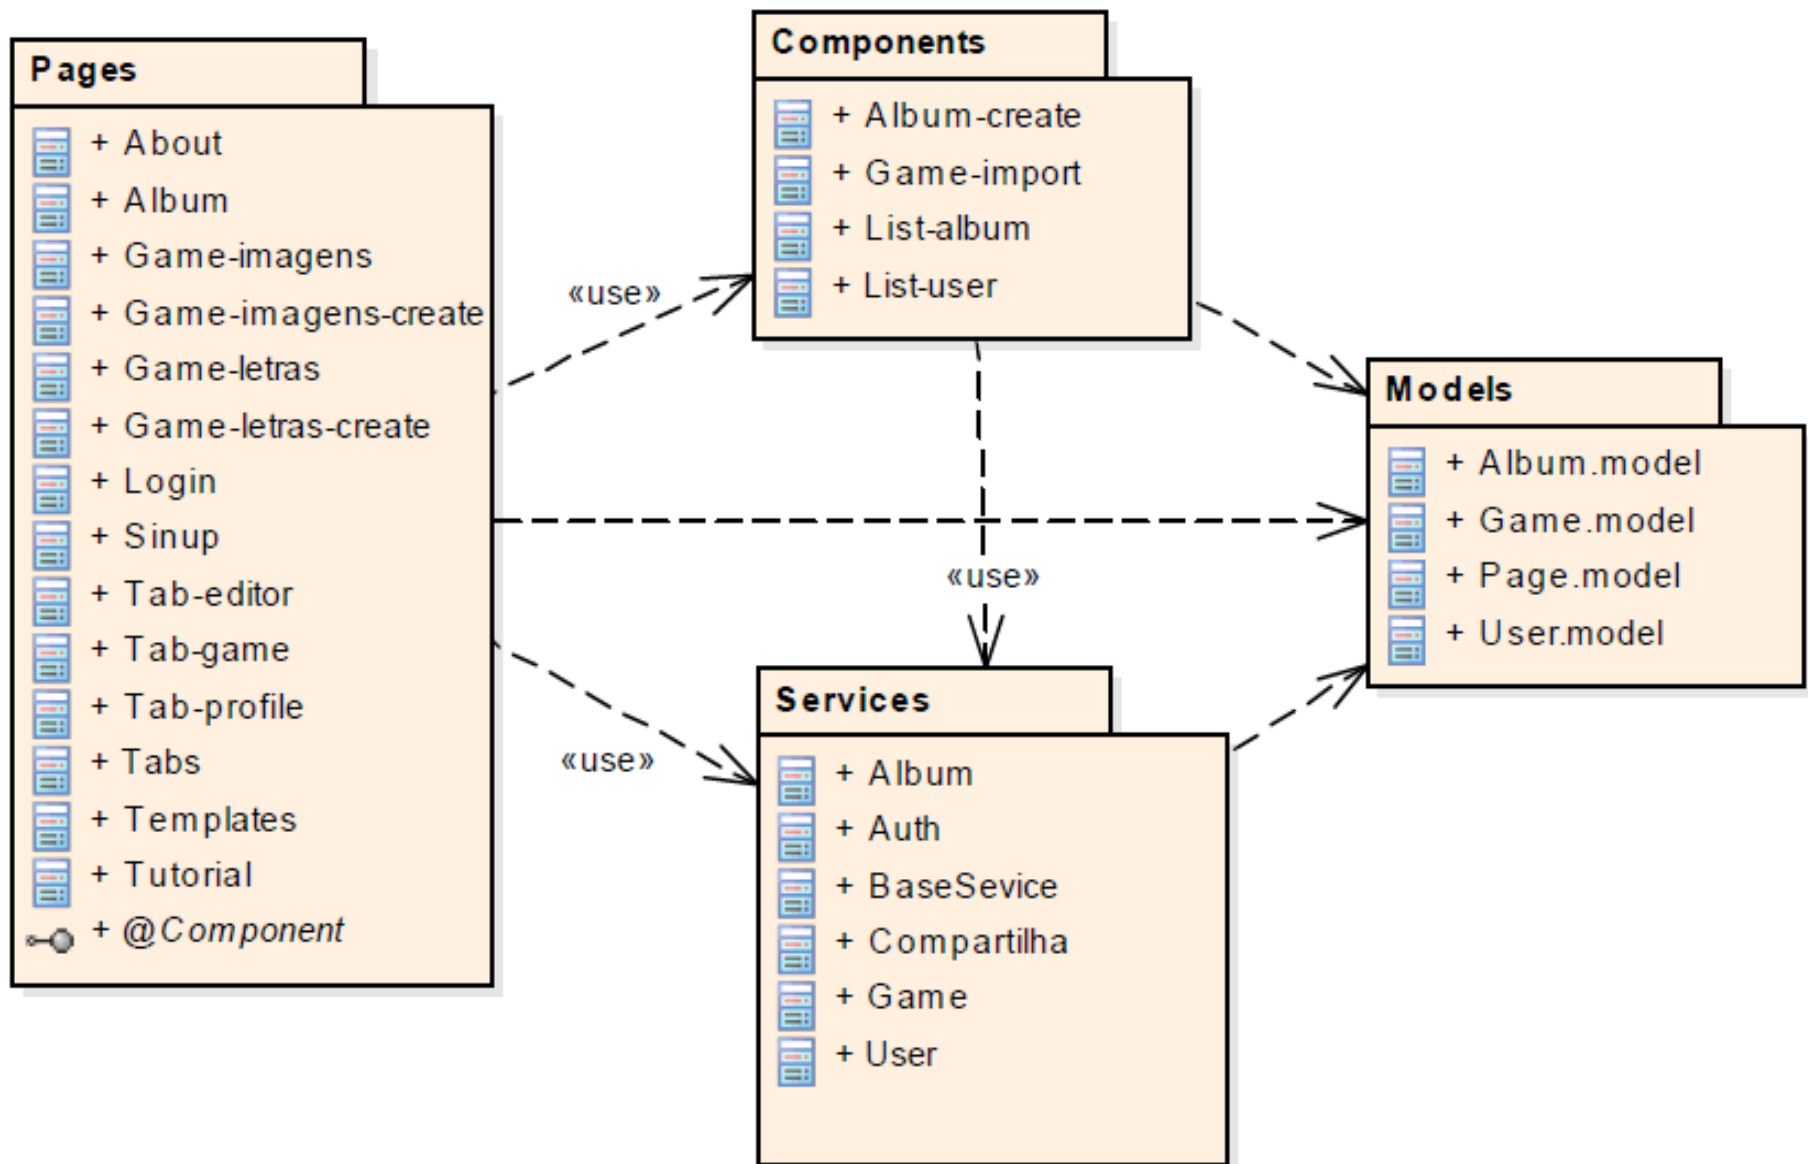 Pages
+ About
+ Album
+ Game-imagens
+ Game-imagens-create
+ Game-letras
+ Game-letras-create
+ Login
+ Sinup
+ Tab-editor
+ Tab-game
+ Tab-profile
+ Tabs
+ Templates
+ Tutorial
+ @Component
«use»
«use»
Components
+ Album-create
+ Game-import
+ List-album
+ List-user
«use»
Services
+ Album
+ Auth
+ BaseSevice
+ Compartilha
+ Game
+ User
Models
+ Album.model
+ Game.model
+ Page.model
+ User.model